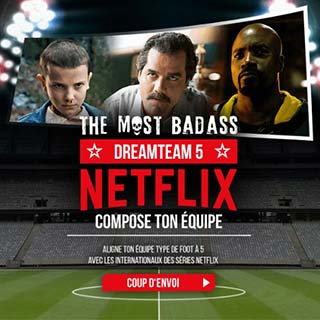 THE MOST BADASS
DREAMTEAM 5
NETFLIX
COMPOSE TON ÉQUIPE
ALIGNE TON ÉQUIPE TYPE DE FOOT À 5
AVEC LES INTERNATIONAUX DES SÉRIES NETFLIX
COUP D'ENVOI